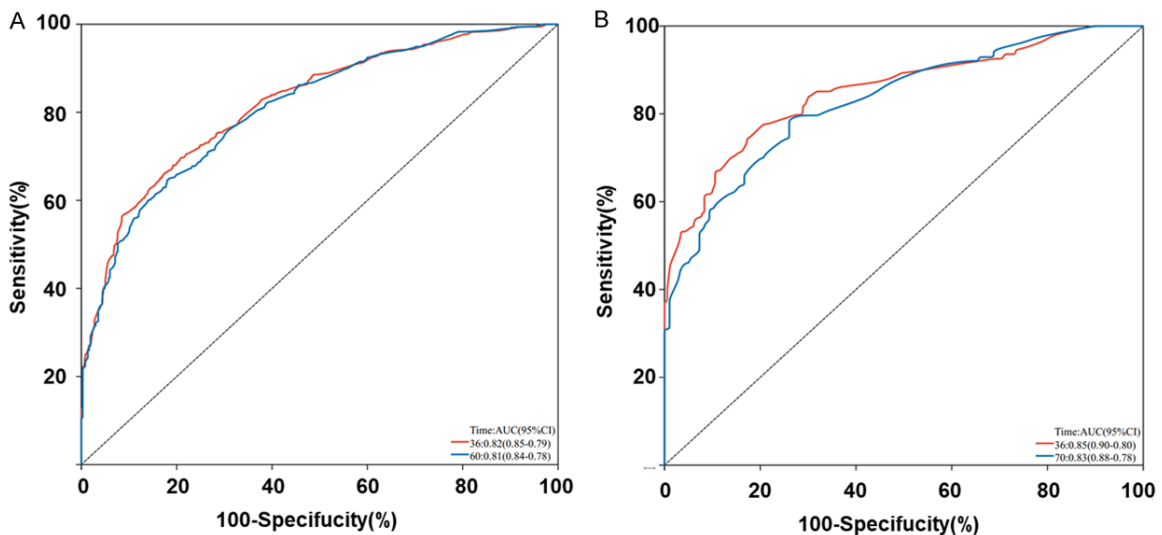 A
100
80
60
40
20
Sensitivity(%)
0 20 40 60 80 100
100-Specifucity(%)
Time:AUC(95%CI)
36:0.82(0.85-0.79)
60:0.81(0.84-0.78)
B
100
80
60
40
20
Sensitivity(%)
0 20 40 60 80 100
100-Specifucity(%)
Time:AUC(95%CI)
36:0.85(0.90-0.80)
70:0.83(0.88-0.78)